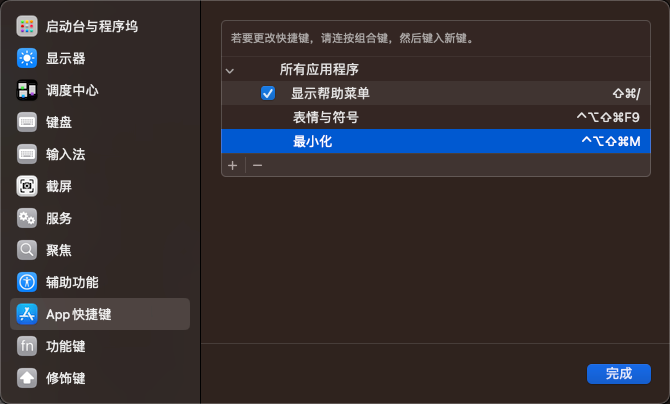 启动台与程序坞
显示器
调度中心
键盘
输入法
截屏
服务
聚焦
辅助功能
App 快捷键
fn 功能键
修饰键
若要更改快捷键，请连按组合键，然后键入新键。
所有应用程序
显示帮助菜单 ⇧⌘/
表情与符号 ^⌥⇧⌘F9
最小化 ^⌥⇧⌘M
+ −
完成